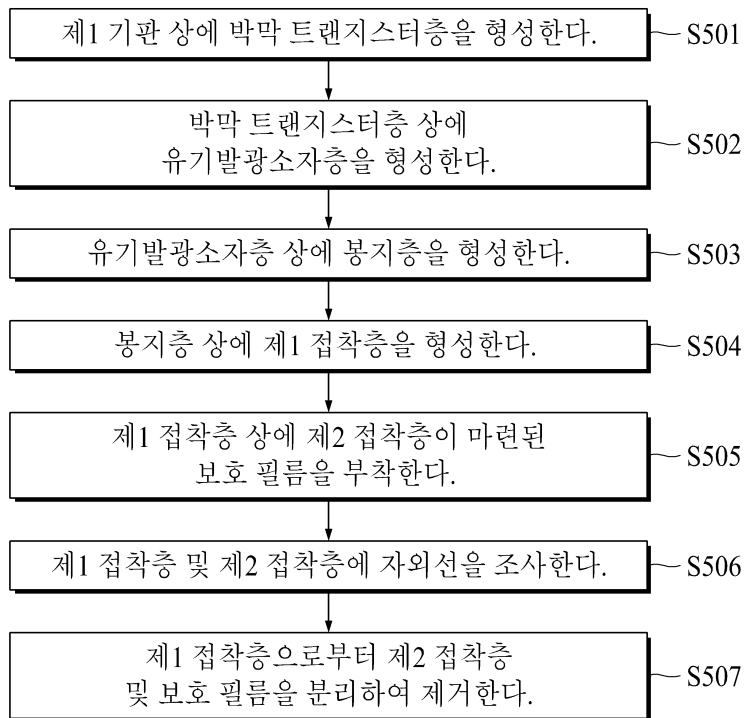 제1 기판 상에 박막 트랜지스터층을 형성한다.
S501
박막 트랜지스터층 상에
유기발광소자층을 형성한다.
S502
유기발광소자층 상에 봉지층을 형성한다.
S503
봉지층 상에 제1 접착층을 형성한다.
S504
제1 접착층 상에 제2 접착층이 마련된
보호 필름을 부착한다.
S505
제1 접착층 및 제2 접착층에 자외선을 조사한다.
S506
제1 접착층으로부터 제2 접착층
및 보호 필름을 분리하여 제거한다.
S507